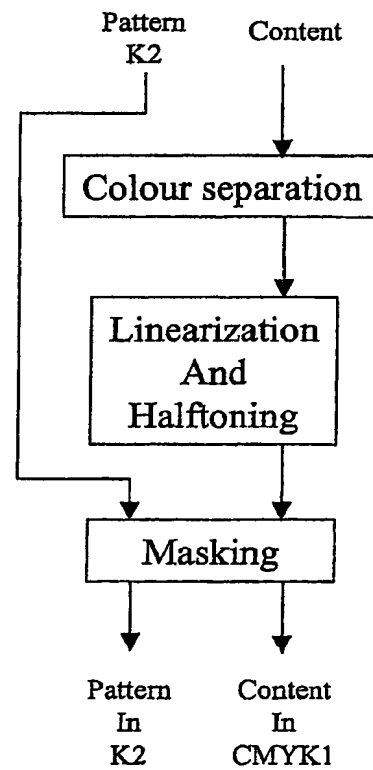 Pattern
K2
Content
Colour separation
Linearization
And
Halftoning
Masking
Pattern
In
K2
Content
In
CMYK1